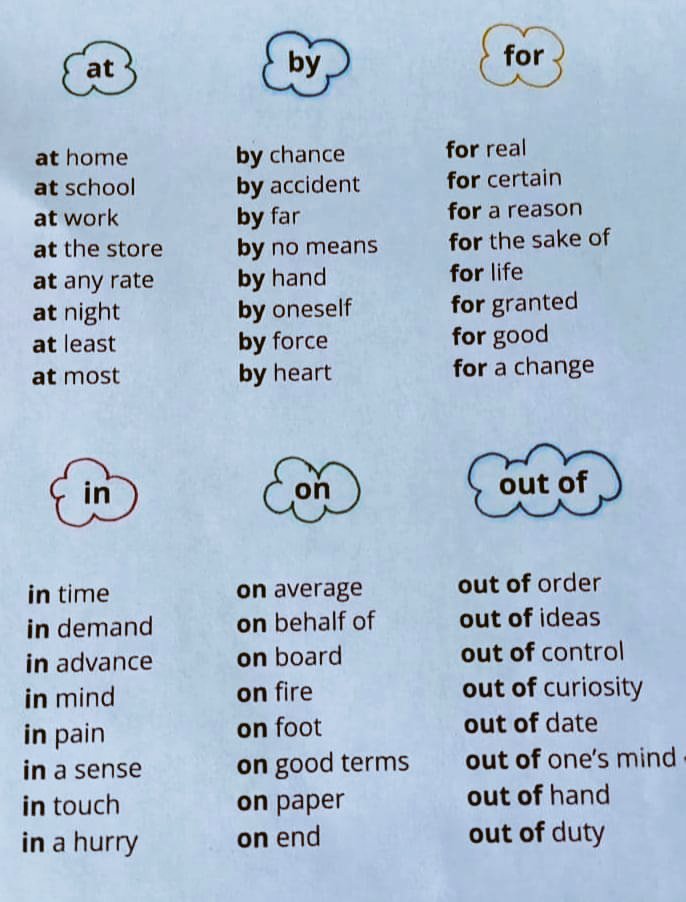 at
at home
at school
at work
at the store
at any rate
at night
at least
at most
by
by chance
by accident
by far
by no means
by hand
by oneself
by force
by heart
for
for real
for certain
for a reason
for the sake of
for life
for granted
for good
for a change
in
in time
in demand
in advance
in mind
in pain
in a sense
in touch
in a hurry
on
on average
on behalf of
on board
on fire
on foot
on good terms
on paper
on end
out of
out of order
out of ideas
out of control
out of curiosity
out of date
out of one's mind
out of hand
out of duty